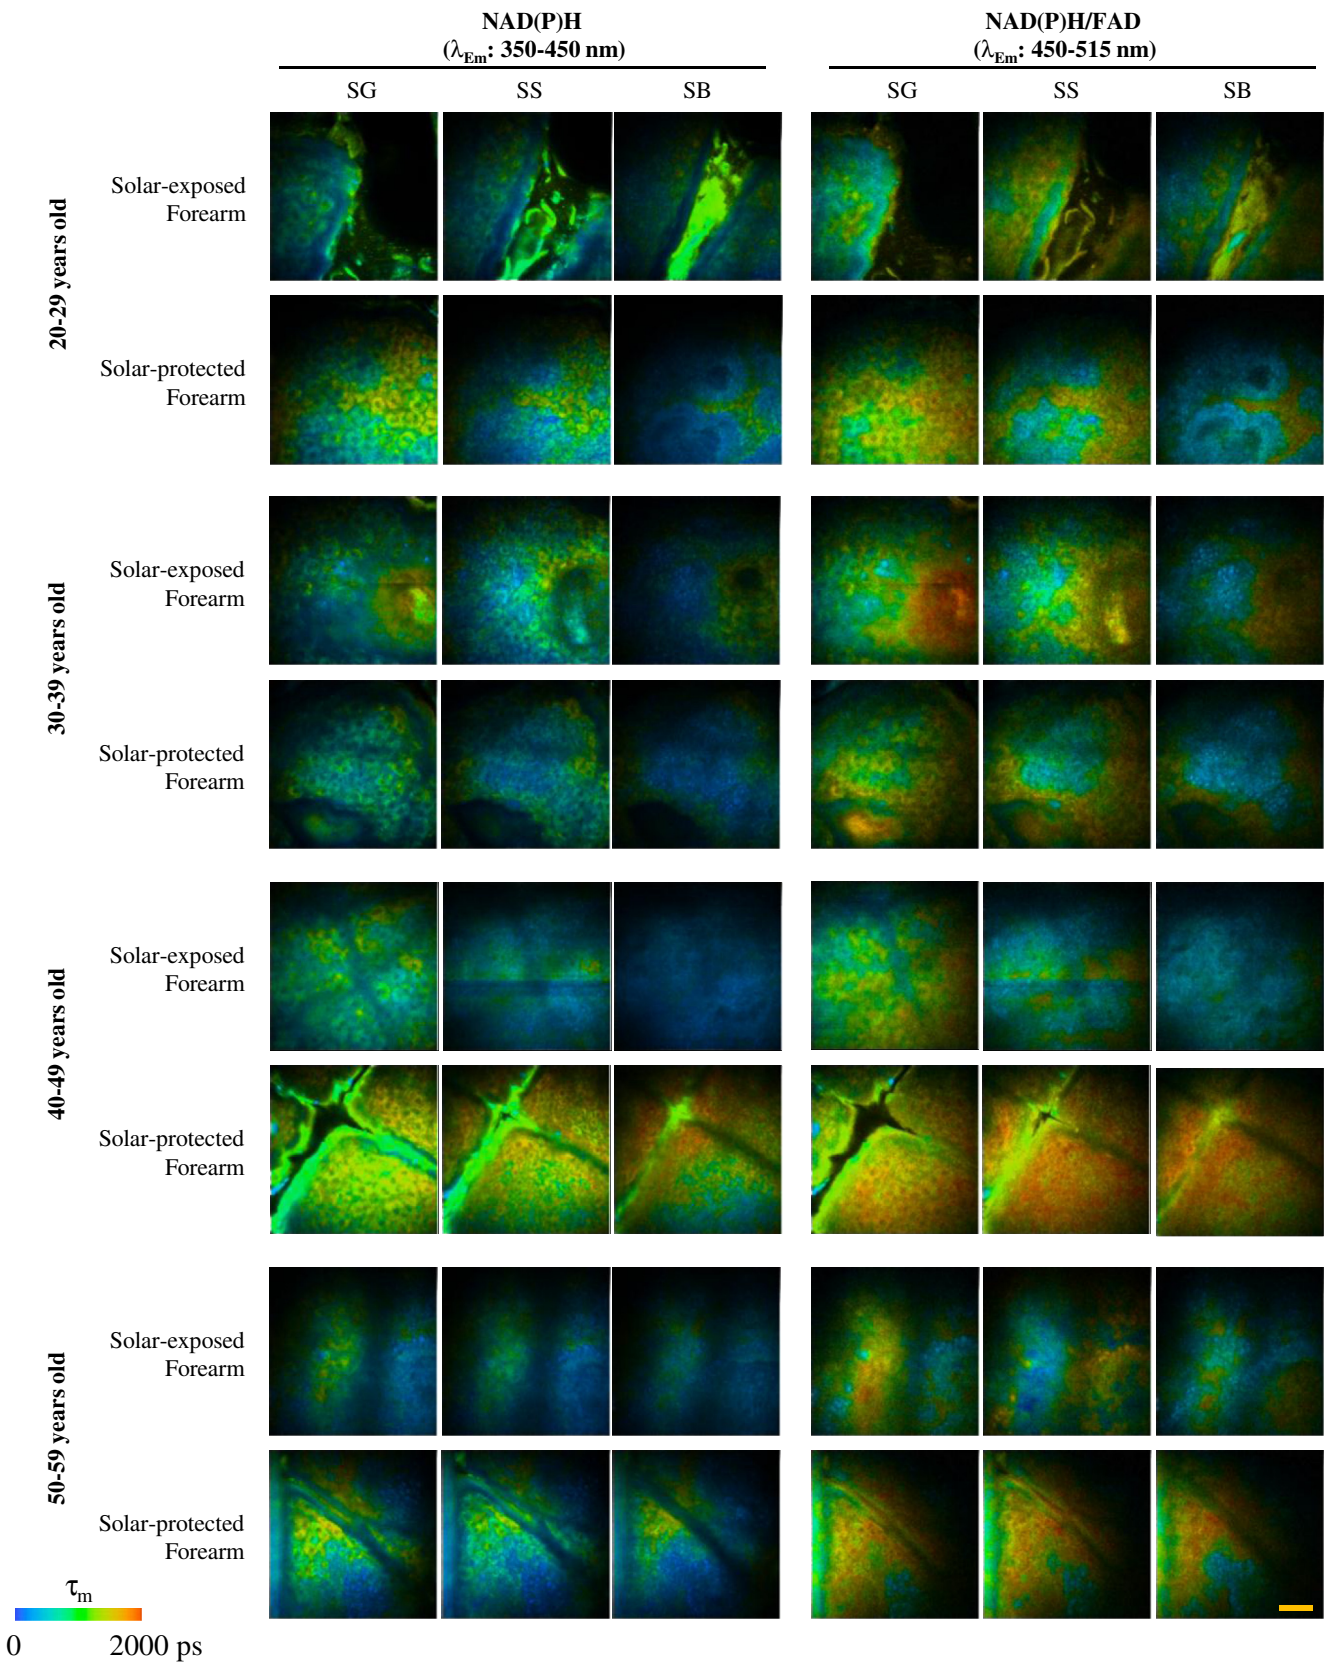 NAD(P)H
(λEm: 350-450 nm)
NAD(P)H/FAD
(λEm: 450-515 nm)
SG SS SB SG SS SB
20-29 years old
Solar-exposed
Forearm
Solar-protected
Forearm
30-39 years old
Solar-exposed
Forearm
Solar-protected
Forearm
40-49 years old
Solar-exposed
Forearm
Solar-protected
Forearm
50-59 years old
Solar-exposed
Forearm
Solar-protected
Forearm
τm
0 2000 ps